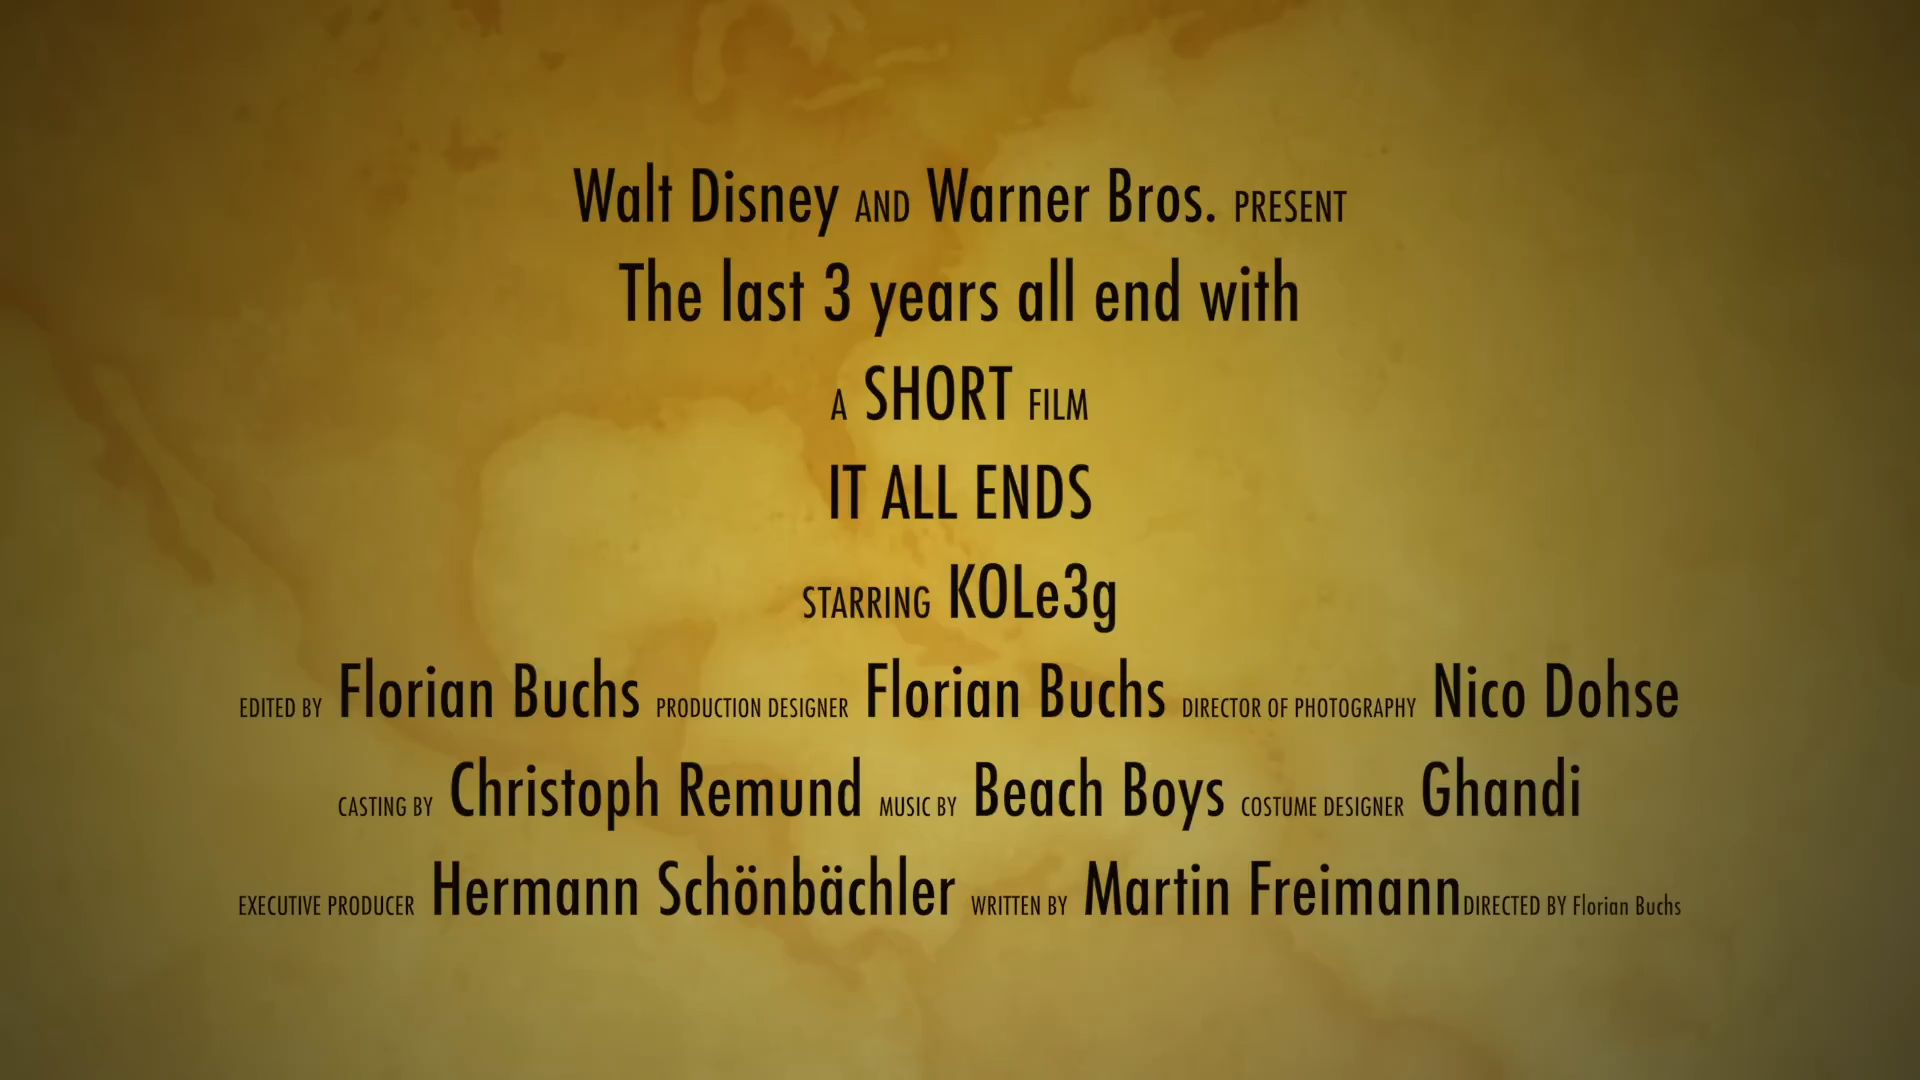 Walt Disney AND Warner Bros. PRESENT
The last 3 years all end with
A SHORT FILM
IT ALL ENDS
STARRING KOLe3g
EDITED BY Florian Buchs PRODUCTION DESIGNER Florian Buchs DIRECTOR OF PHOTOGRAPHY Nico Dohse
CASTING BY Christoph Remund MUSIC BY Beach Boys COSTUME DESIGNER Ghandi
EXECUTIVE PRODUCER Hermann Schönbächler WRITTEN BY Martin Freimann DIRECTED BY Florian Buchs